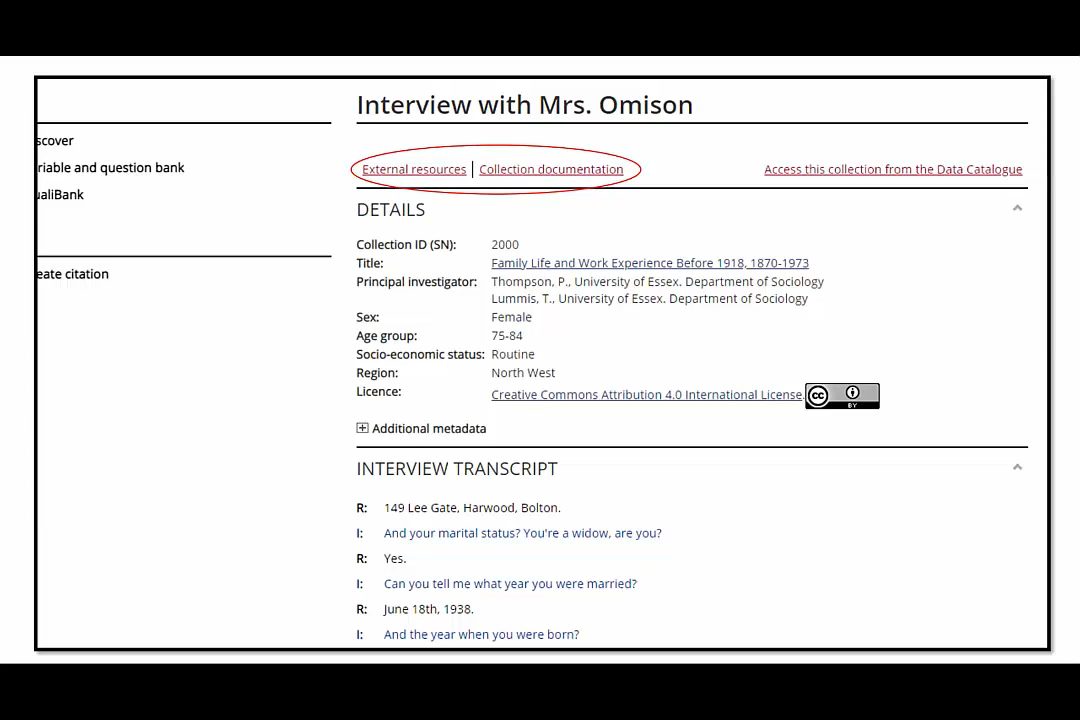 Interview with Mrs. Omison
scover
riable and question bank
ualiBank
eate citation
External resources | Collection documentation
Access this collection from the Data Catalogue
DETAILS
Collection ID (SN): 2000
Title: Family Life and Work Experience Before 1918, 1870-1973
Principal investigator: Thompson, P., University of Essex. Department of Sociology
Lummis, T., University of Essex. Department of Sociology
Sex: Female
Age group: 75-84
Socio-economic status: Routine
Region: North West
Licence: Creative Commons Attribution 4.0 International License.
cc BY
Additional metadata
INTERVIEW TRANSCRIPT
R: 149 Lee Gate, Harwood, Bolton.
I: And your marital status? You're a widow, are you?
R: Yes.
I: Can you tell me what year you were married?
R: June 18th, 1938.
I: And the year when you were born?